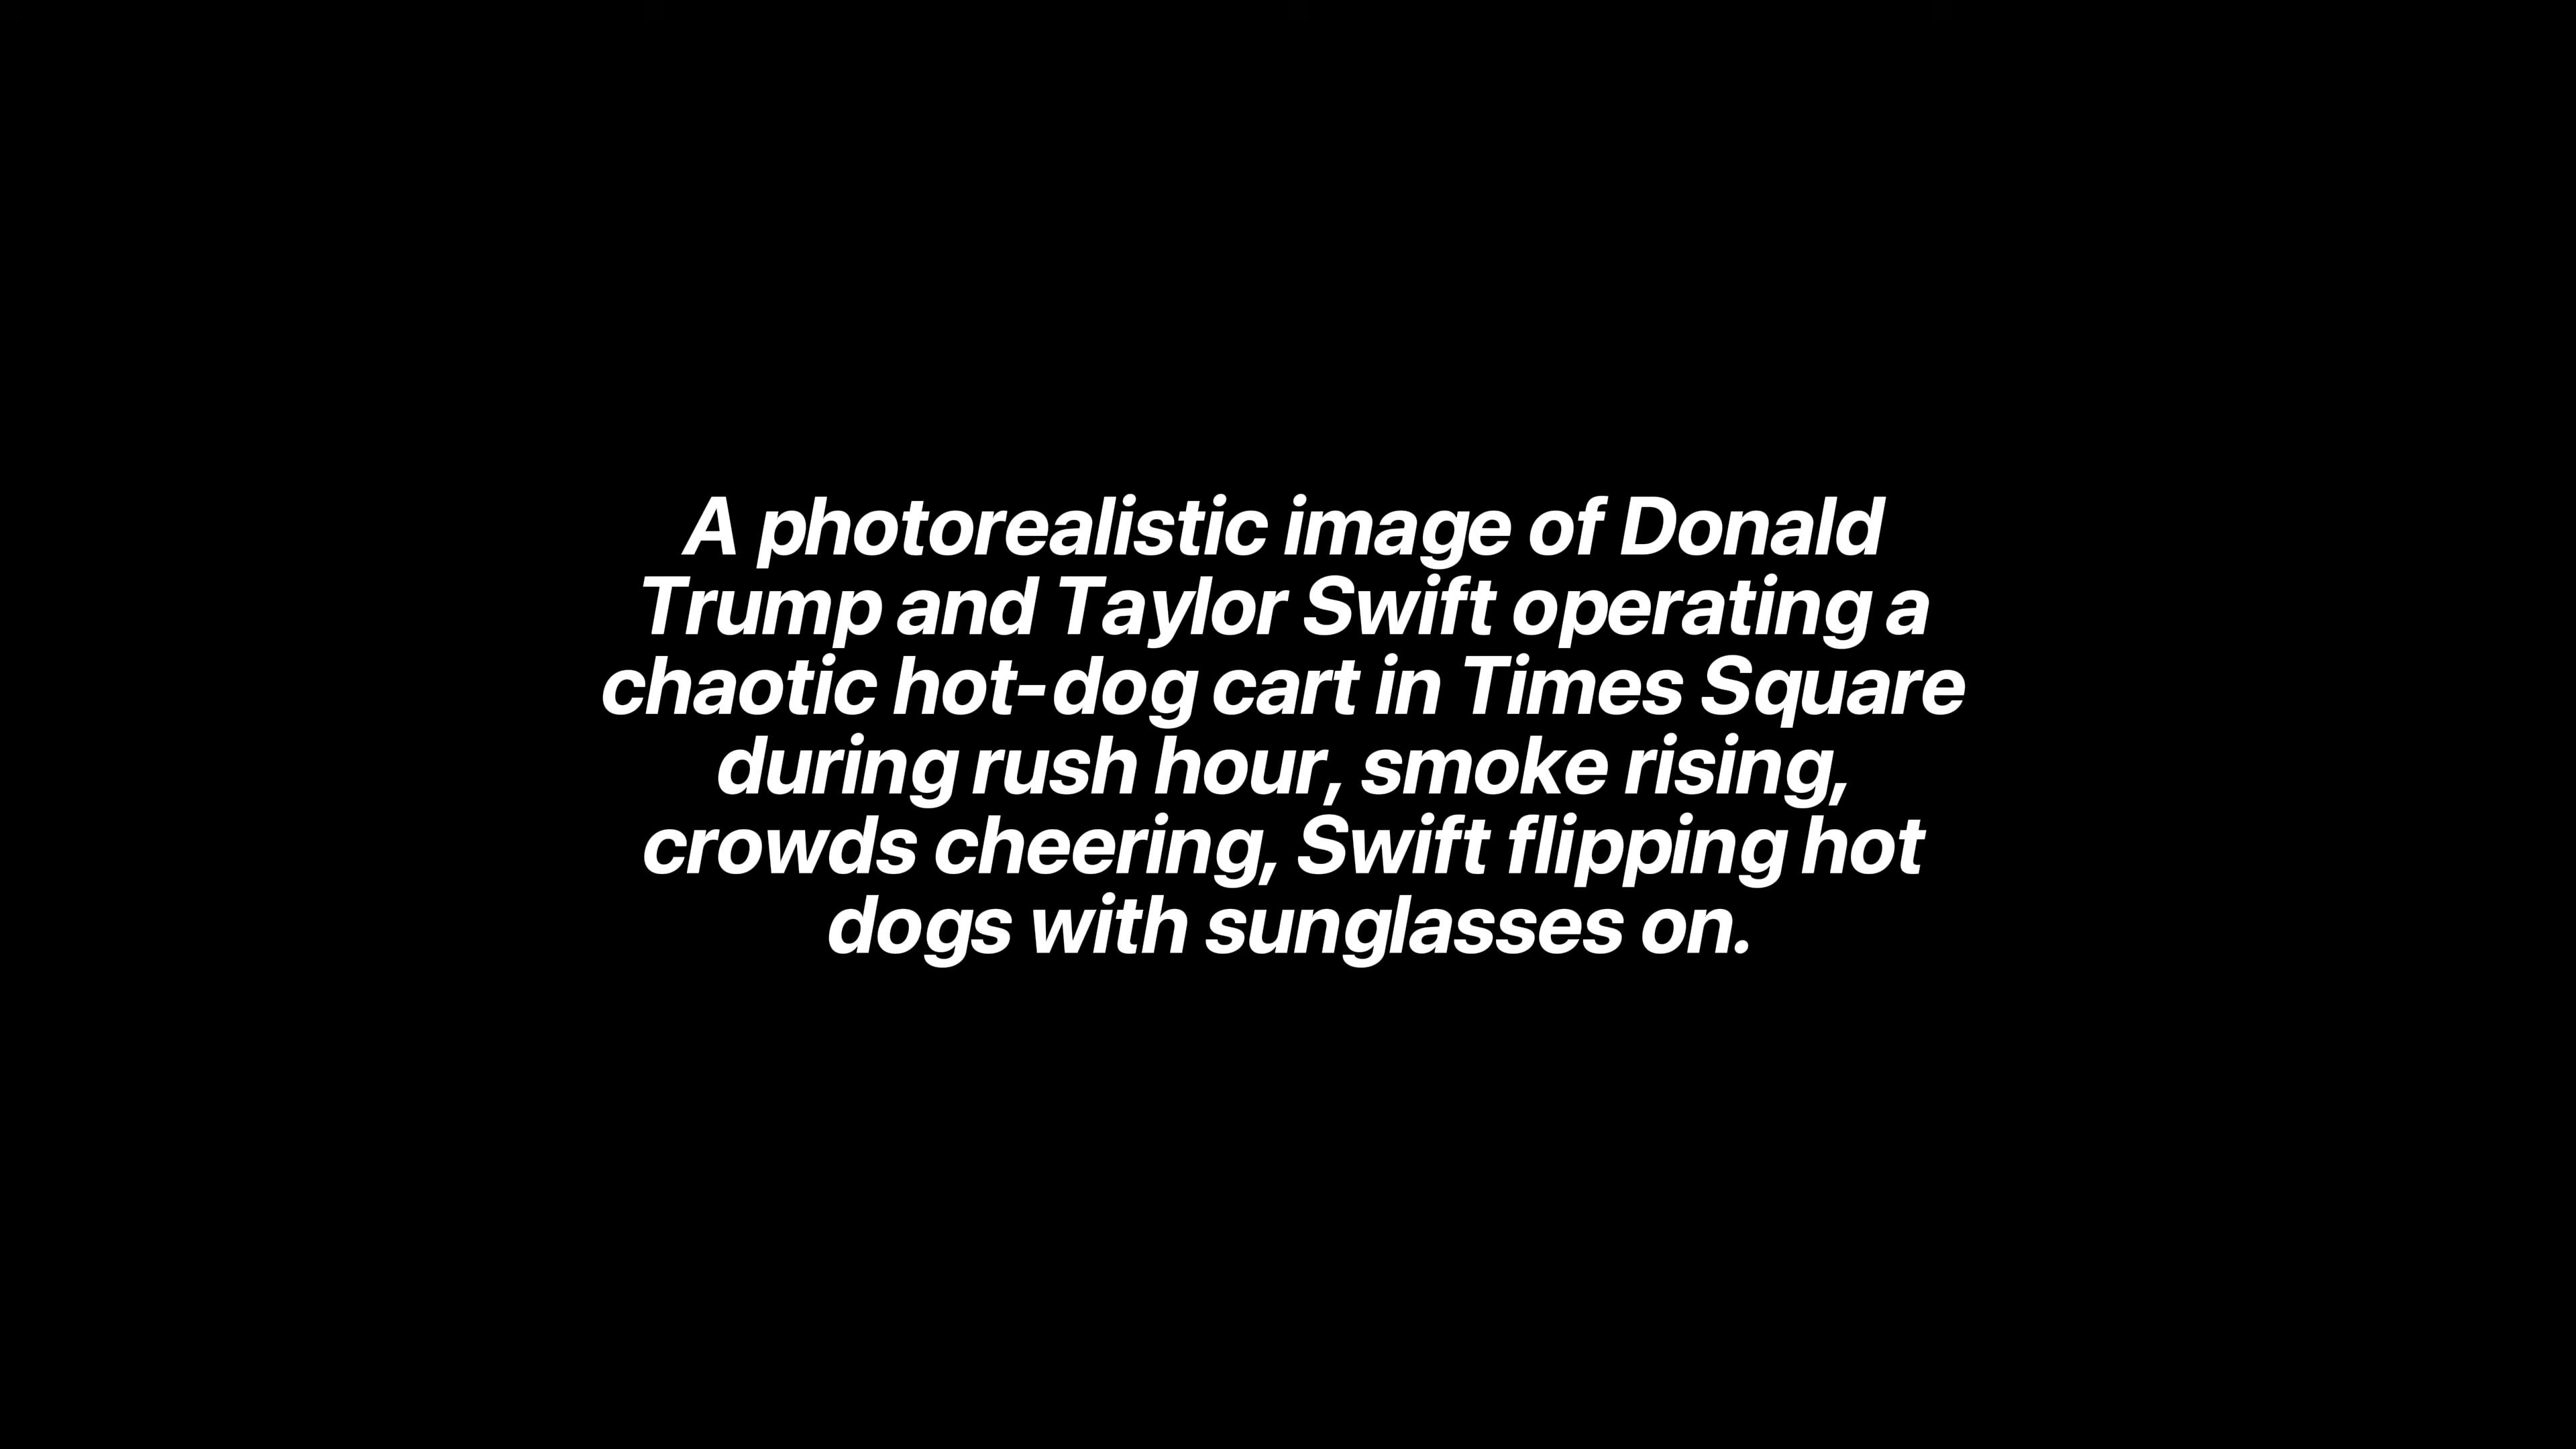 A photorealistic image of Donald
Trump and Taylor Swift operating a
chaotic hot-dog cart in Times Square
during rush hour, smoke rising,
crowds cheering, Swift flipping hot
dogs with sunglasses on.